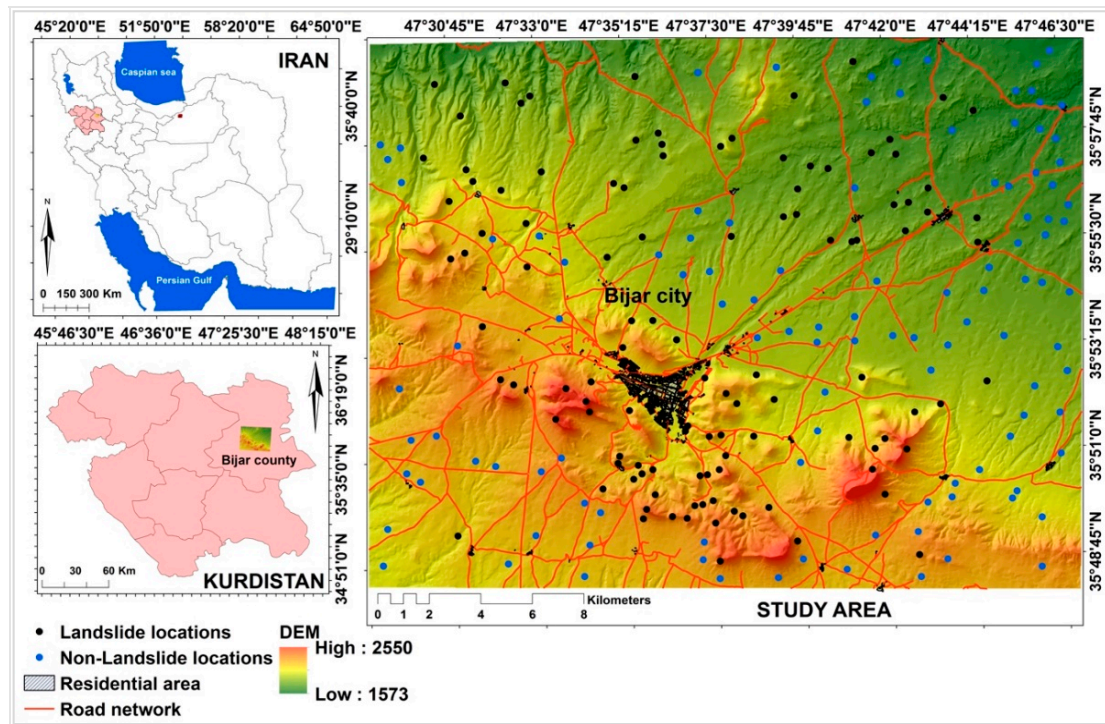 45°20'0"E 51°50'0"E 58°20'0"E 64°50'0"E
IRAN
Caspian sea
35°40'0"N
29°10'0"N
N
Persian Gulf
0 150 300 Km
45°46'30"E 46°36'0"E 47°25'30"E 48°15'0"E
N
36°19'0"N
35°35'0"N
34°51'0"N
Bijar county
0 30 60 Km
KURDISTAN
47°30'45"E 47°33'0"E 47°35'15"E 47°37'30"E 47°39'45"E 47°42'0"E 47°44'15"E 47°46'30"E
35°57'45"N
35°55'30"N
35°53'15"N
35°51'0"N
35°48'45"N
Bijar city
0 1 2 4 6 8
Kilometers
STUDY AREA
Landslide locations
Non-Landslide locations
Residential area
Road network
DEM
High : 2550
Low : 1573